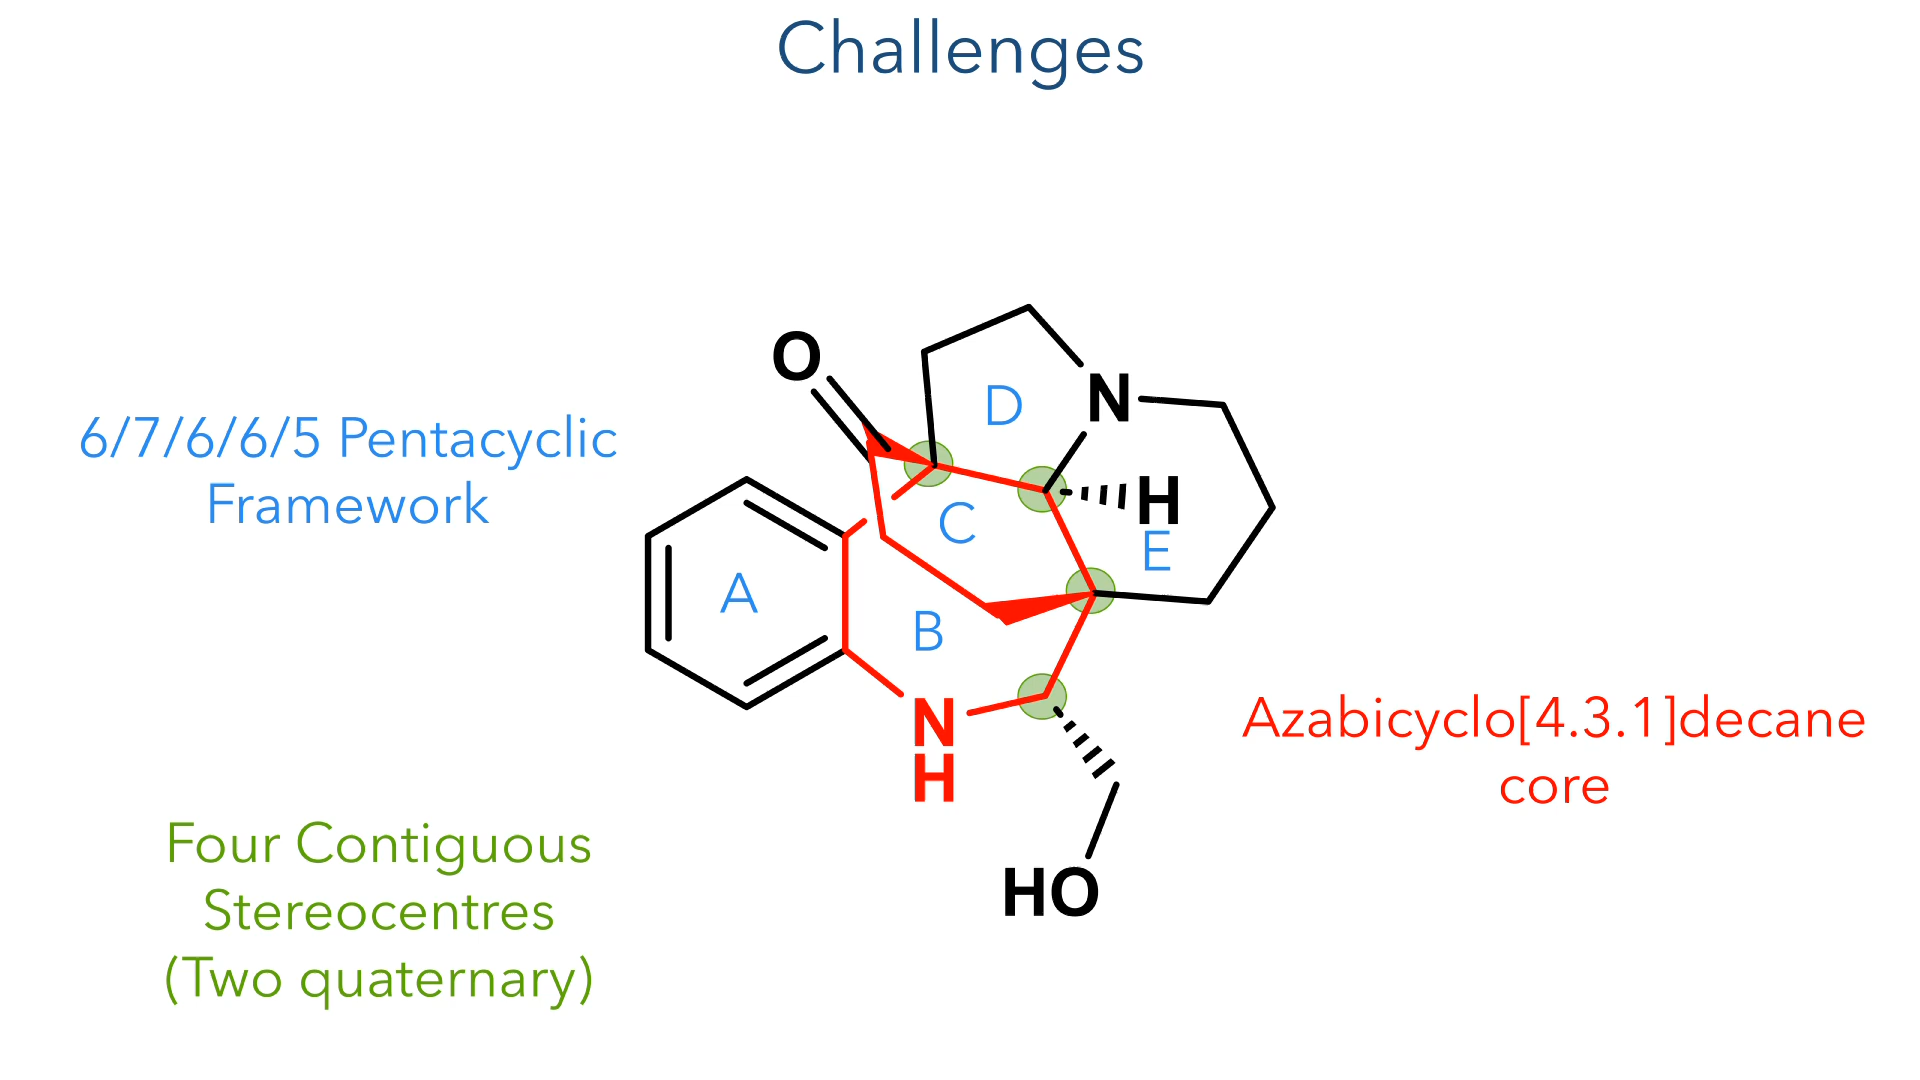 Challenges
6/7/6/6/5 Pentacyclic
Framework
O
N
D
H
C
E
A
B
N
H
HO
Azabicyclo[4.3.1]decane
core
Four Contiguous
Stereocentres
(Two quaternary)